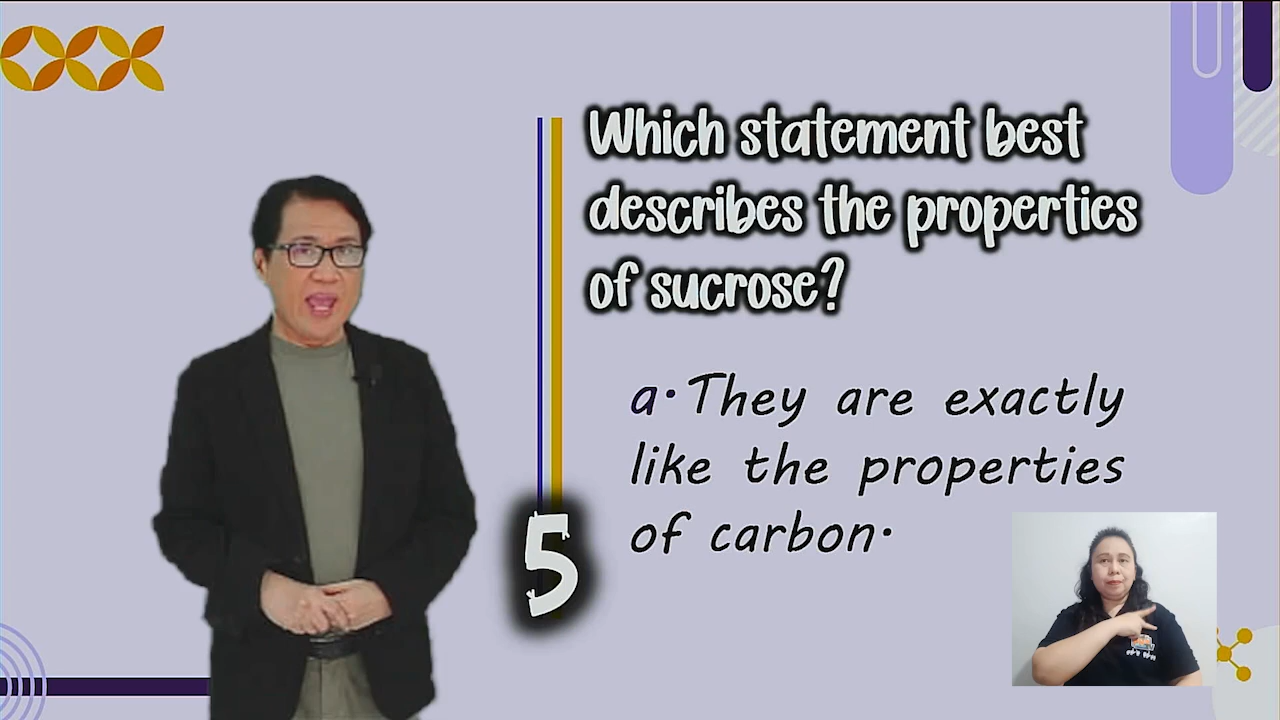 Which statement best
describes the properties
of sucrose?
a. They are exactly
like the properties
of carbon.
5